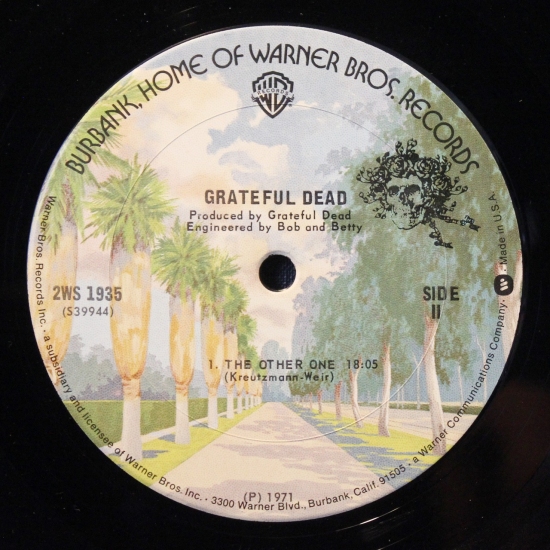 BURBANK, HOME OF WARNER BROS. RECORDS
RECORDS
GRATEFUL DEAD
Produced by Grateful Dead
Engineered by Bob and Betty
2WS 1935
(S39944)
SIDE
II
1. THE OTHER ONE 18:05
(Kreutzmann-Weir)
(P) 1971
Warner Bros. Records Inc. • a subsidiary and licensee of Warner Bros. Inc. • 3300 Warner Blvd., Burbank, Calif. 91505 • a Warner Communications Company • Made in U.S.A.